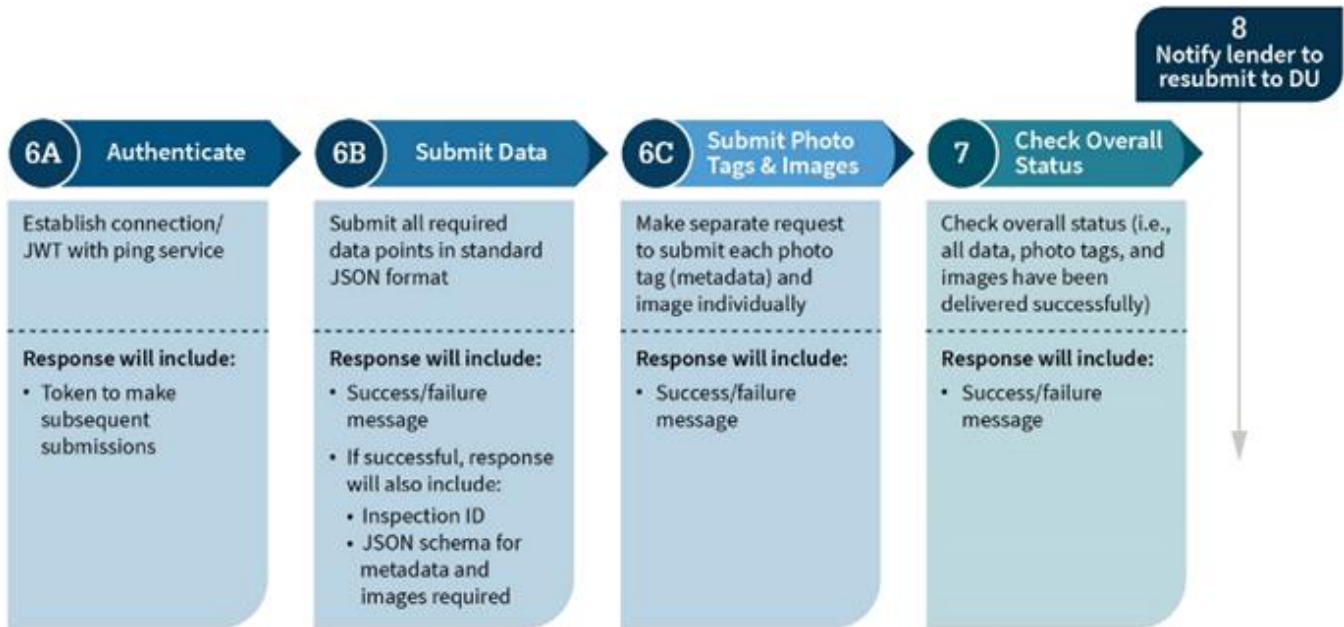 8
Notify lender to
resubmit to DU
6A
Authenticate
Establish connection/
JWT with ping service
Response will include:
• Token to make
subsequent
submissions
6B
Submit Data
Submit all required
data points in standard
JSON format
Response will include:
• Success/failure
message
• If successful, response
will also include:
• Inspection ID
• JSON schema for
metadata and
images required
6C
Submit Photo
Tags & Images
Make separate request
to submit each photo
tag (metadata) and
image individually
Response will include:
• Success/failure
message
7
Check Overall
Status
Check overall status (i.e.,
all data, photo tags, and
images have been
delivered successfully)
Response will include:
• Success/failure
message